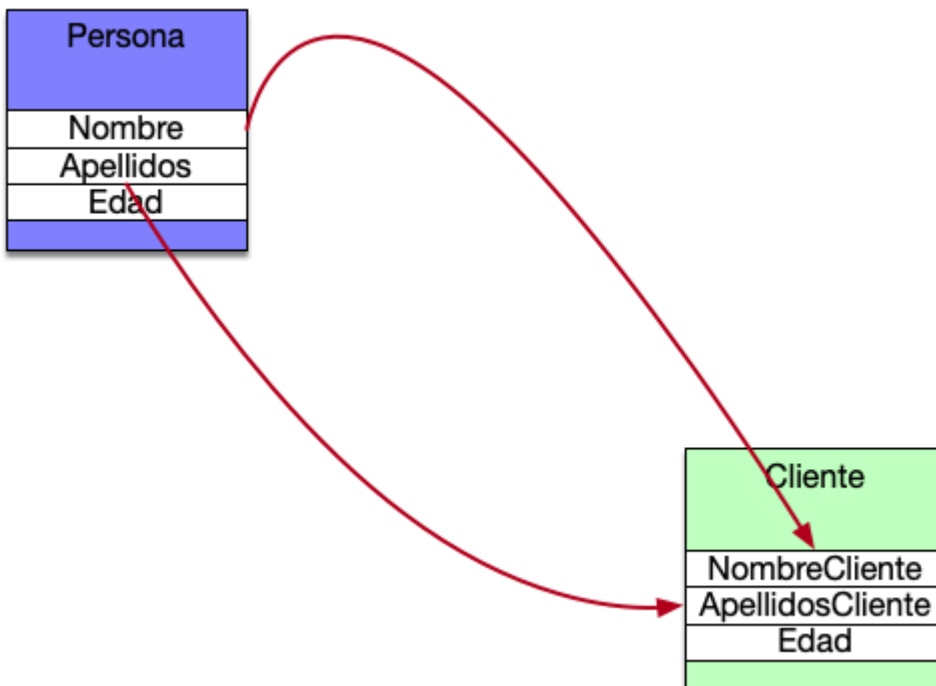 Persona
Nombre
Apellidos
Edad
Cliente
NombreCliente
ApellidosCliente
Edad